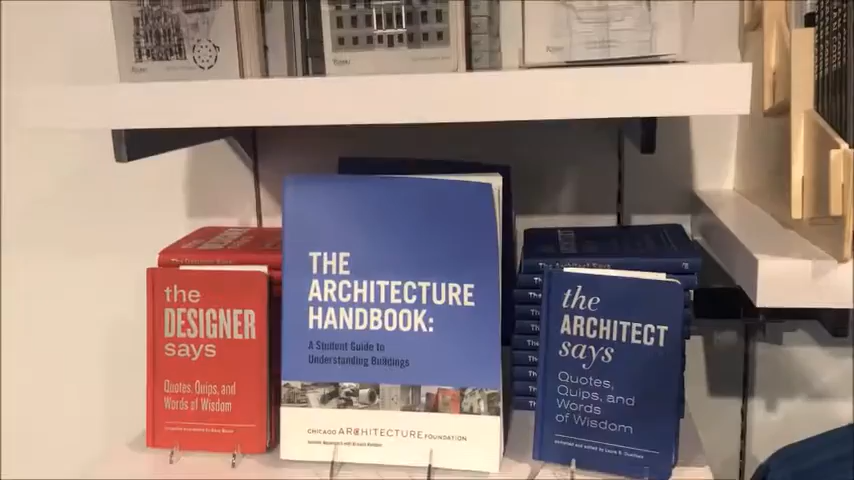 the
DESIGNER
says
Quotes, Quips, and
Words of Wisdom
THE
ARCHITECTURE
HANDBOOK:
A Student Guide to
Understanding Buildings
CHICAGO ARCHITECTURE FOUNDATION
the
ARCHITECT
says
Quotes,
Quips, and
Words of
Wisdom